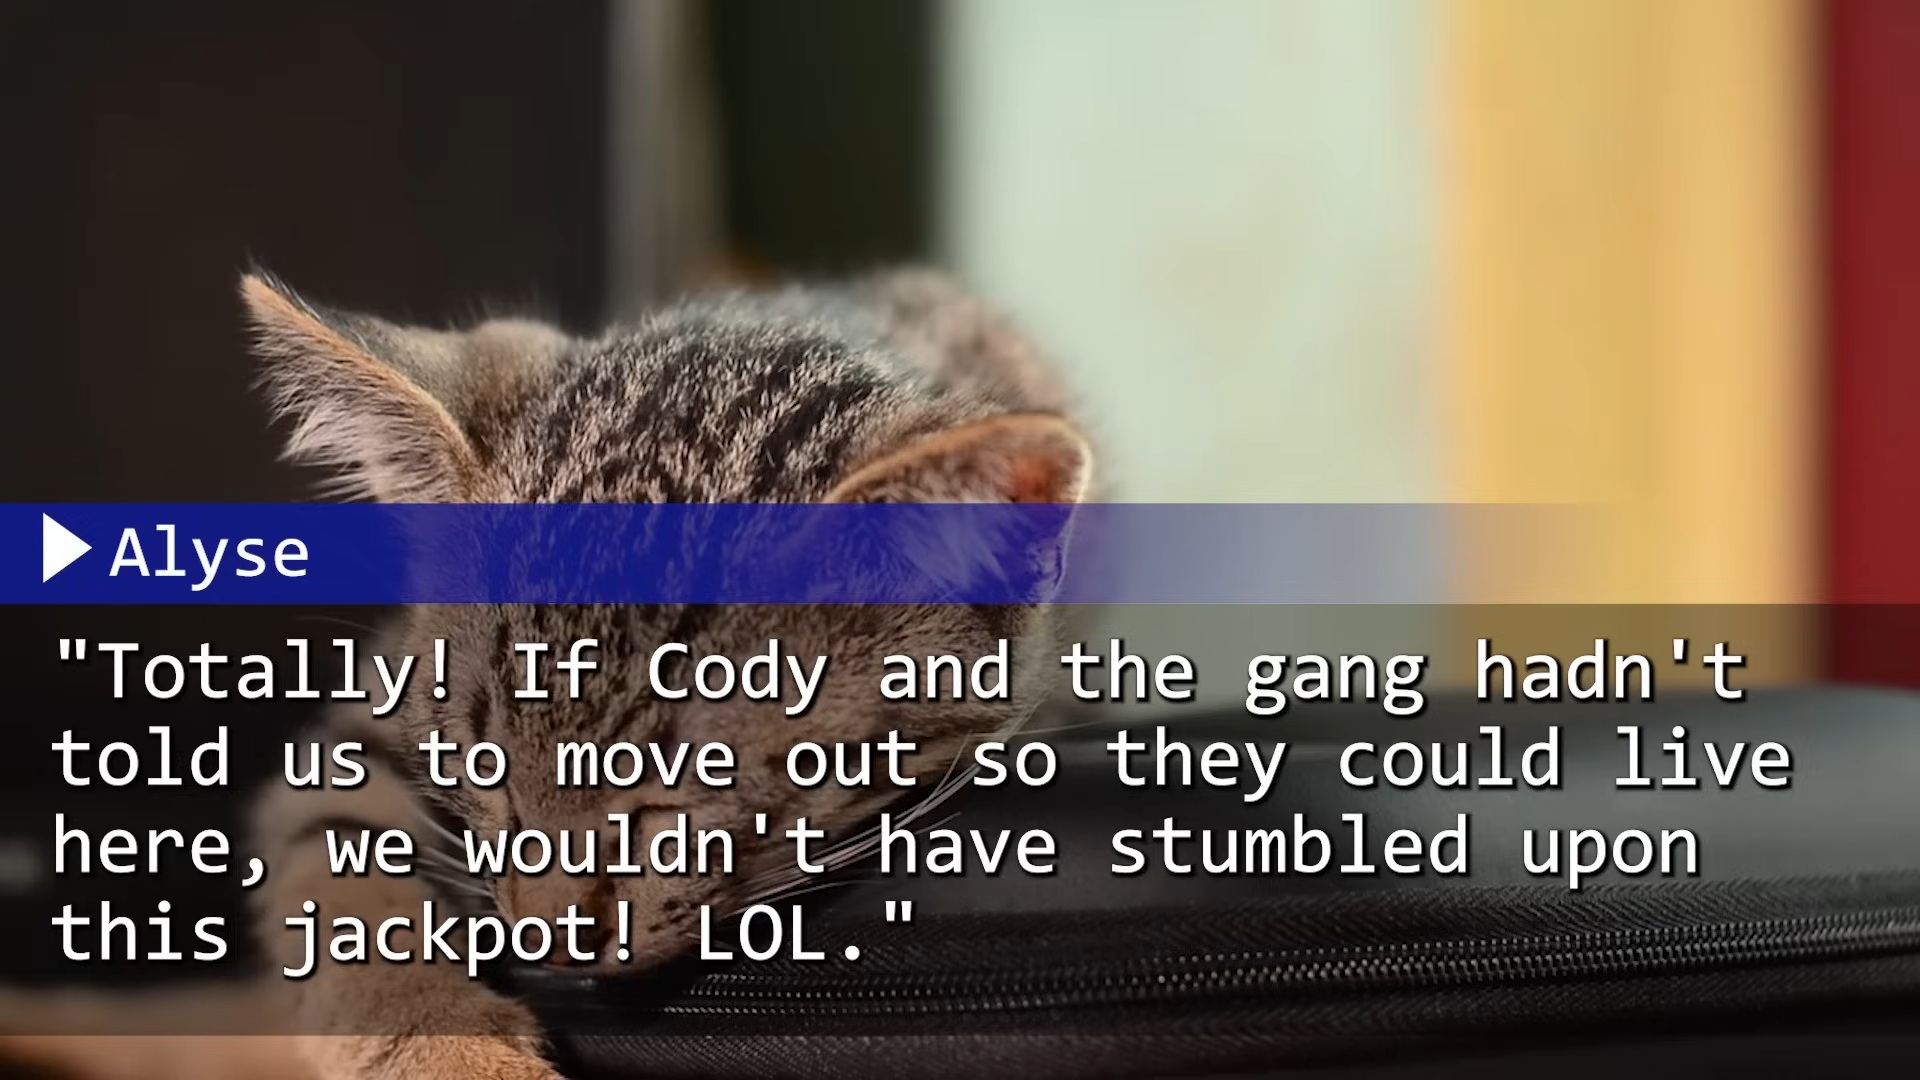 Alyse
"Totally! If Cody and the gang hadn't
told us to move out so they could live
here, we wouldn't have stumbled upon
this jackpot! LOL."